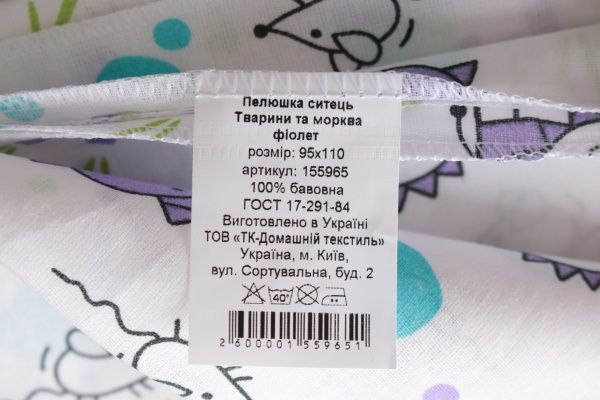 Пелюшка ситець
Тварини та морква
фіолет
розмір: 95х110
артикул: 155965
100% бавовна
ГОСТ 17-291-84
Виготовлено в Україні
ТОВ «ТК-Домашній текстиль»
Україна, м. Київ,
вул. Сортувальна, буд. 2
40°
2 600001 559651